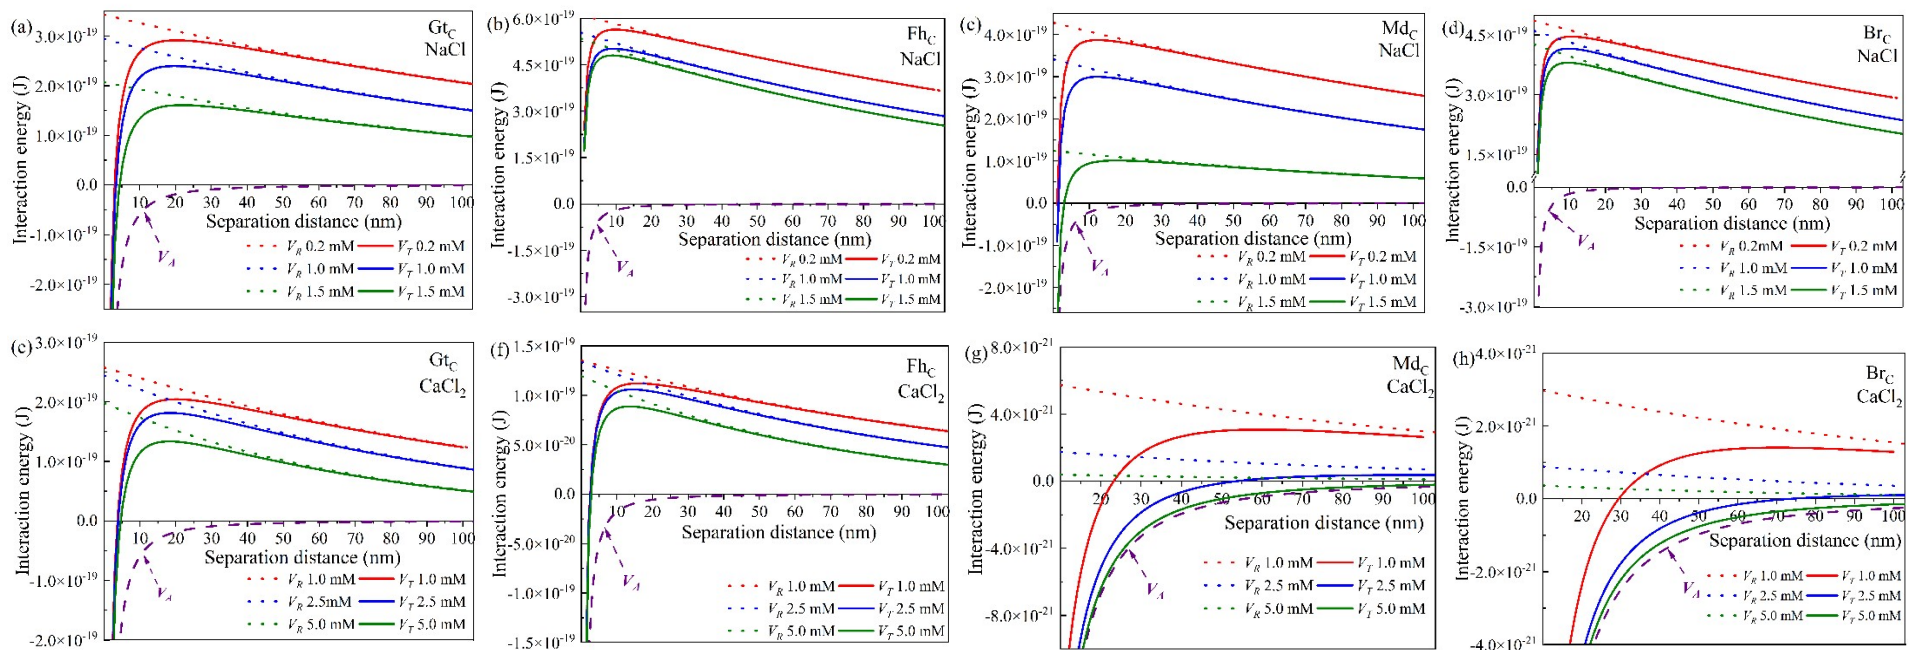 (a)
Gt_C
NaCl
3.0×10^-19
2.0×10^-19
1.0×10^-19
0.0
-1.0×10^-19
-2.0×10^-19
Interaction energy (J)
10 20 30 40 50 60 70 80 90 100
Separation distance (nm)
V_A
V_R 0.2 mM V_T 0.2 mM
V_R 1.0 mM V_T 1.0 mM
V_R 1.5 mM V_T 1.5 mM
(b)
Fh_C
NaCl
6.0×10^-19
4.5×10^-19
3.0×10^-19
1.5×10^-19
0.0
-1.5×10^-19
-3.0×10^-19
Interaction energy (J)
10 20 30 40 50 60 70 80 90 100
Separation distance (nm)
V_A
V_R 0.2 mM V_T 0.2 mM
V_R 1.0 mM V_T 1.0 mM
V_R 1.5 mM V_T 1.5 mM
(c)
Md_C
NaCl
4.0×10^-19
3.0×10^-19
2.0×10^-19
1.0×10^-19
0.0
-1.0×10^-19
-2.0×10^-19
Interaction energy (J)
10 20 30 40 50 60 70 80 90 100
Separation distance (nm)
V_A
V_R 0.2 mM V_T 0.2 mM
V_R 1.0 mM V_T 1.0 mM
V_R 1.5 mM V_T 1.5 mM
(d)
Br_C
NaCl
4.5×10^-19
3.0×10^-19
1.5×10^-19
0.0
-1.5×10^-19
-3.0×10^-19
Interaction energy (J)
10 20 30 40 50 60 70 80 90 100
Separation distance (nm)
V_A
V_R 0.2mM V_T 0.2 mM
V_R 1.0 mM V_T 1.0 mM
V_R 1.5 mM V_T 1.5 mM
(e)
Gt_C
CaCl_2
3.0×10^-19
2.0×10^-19
1.0×10^-19
0.0
-1.0×10^-19
-2.0×10^-19
Interaction energy (J)
10 20 30 40 50 60 70 80 90 100
Separation distance (nm)
V_A
V_R 1.0 mM V_T 1.0 mM
V_R 2.5mM V_T 2.5 mM
V_R 5.0 mM V_T 5.0 mM
(f)
Fh_C
CaCl_2
1.5×10^-19
1.0×10^-19
5.0×10^-20
0.0
-5.0×10^-20
-1.0×10^-19
-1.5×10^-19
Interaction energy (J)
10 20 30 40 50 60 70 80 90 100
Separation distance (nm)
V_A
V_R 1.0 mM V_T 1.0 mM
V_R 2.5 mM V_T 2.5 mM
V_R 5.0 mM V_T 5.0 mM
(g)
Md_C
CaCl_2
8.0×10^-21
4.0×10^-21
0.0
-4.0×10^-21
-8.0×10^-21
Interaction energy (J)
20 30 40 50 60 70 80 90 100
Separation distance (nm)
V_A
V_R 1.0 mM V_T 1.0 mM
V_R 2.5 mM V_T 2.5 mM
V_R 5.0 mM V_T 5.0 mM
(h)
Br_C
CaCl_2
4.0×10^-21
2.0×10^-21
0.0
-2.0×10^-21
-4.0×10^-21
Interaction energy (J)
20 30 40 50 60 70 80 90 100
Separation distance (nm)
V_A
V_R 1.0 mM V_T 1.0 mM
V_R 2.5 mM V_T 2.5 mM
V_R 5.0 mM V_T 5.0 mM